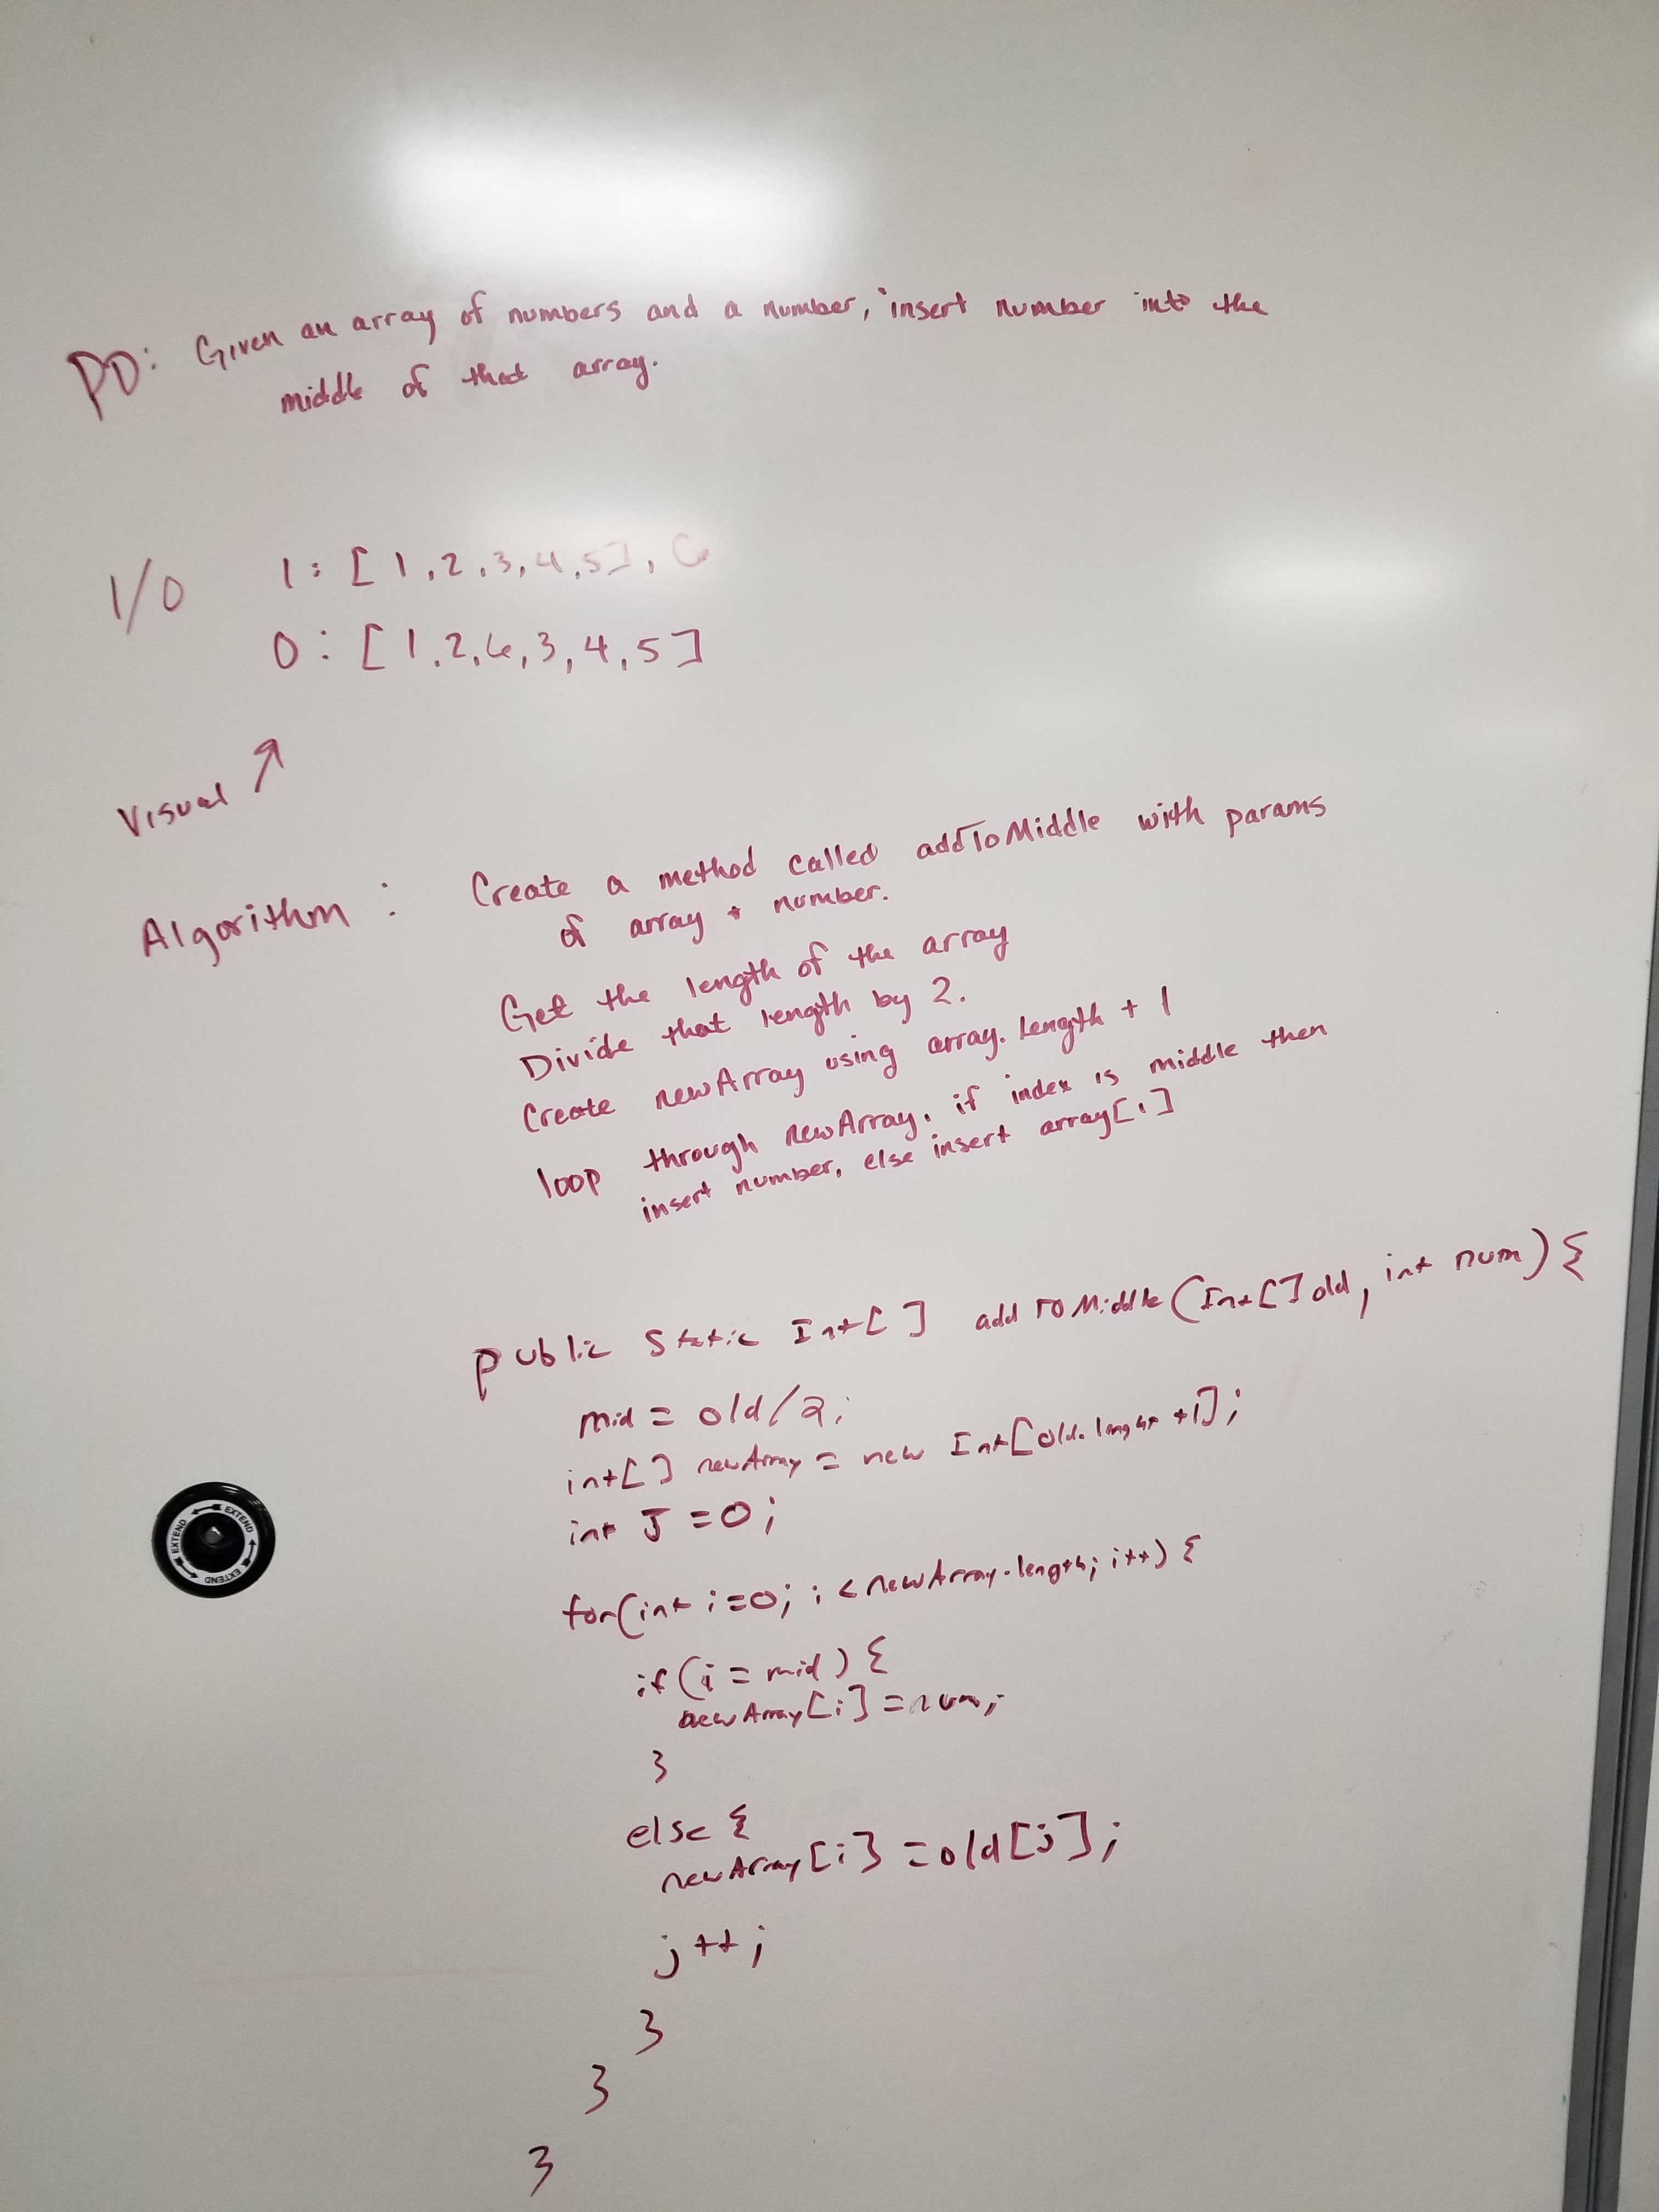 PD: Given an array of numbers and a number, insert number into the
middle of that array.
I/O I: [1,2,3,4,5], 6
O: [1,2,6,3,4,5]
Visual ↗
Algorithm: Create a method called addToMiddle with params
of array + number.
Get the length of the array
Divide that length by 2.
Create newArray using array.length + 1
loop through newArray, if index is middle then
insert number, else insert array[i]
public Static Int[] addToMiddle(Int[] old, int num){
mid = old/2;
int[] newArray = new Int[old.lenght +1];
int J = 0;
for(int i=0; i<newArray.length; i++) {
if(i = mid) {
newArray[i] = num;
}
else {
newArray[i] = old[j];
j++;
}
}
}
EXTEND EXTEND EXTEND